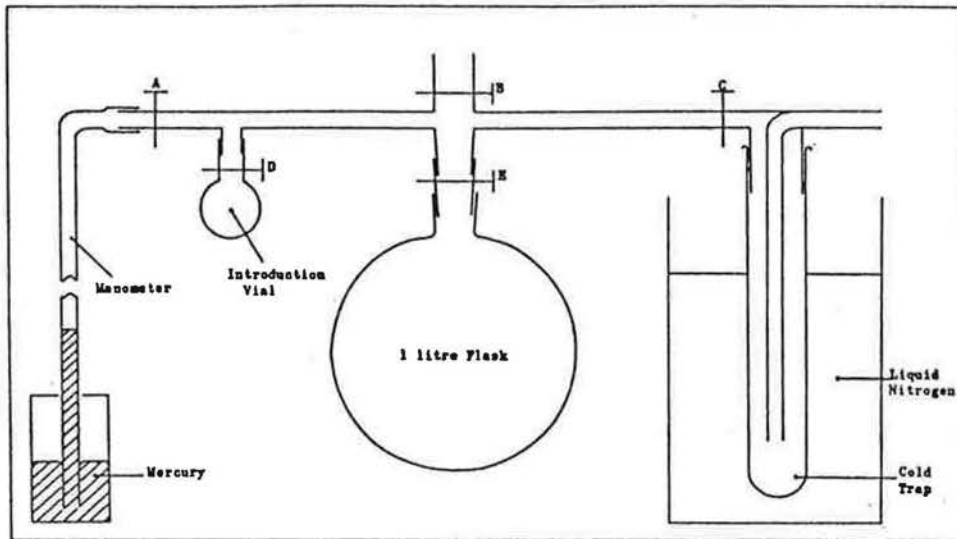 A
B
C
D
E
Manometer
Introduction
Vial
1 litre Flask
Liquid
Nitrogen
Mercury
Cold
Trap